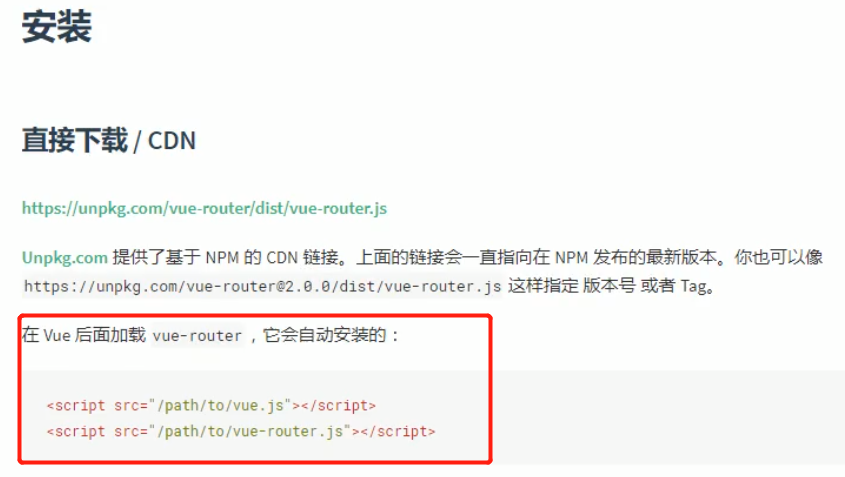 安装
直接下载 / CDN
https://unpkg.com/vue-router/dist/vue-router.js
Unpkg.com 提供了基于 NPM 的 CDN 链接。上面的链接会一直指向在 NPM 发布的最新版本。你也可以像
https://unpkg.com/vue-router@2.0.0/dist/vue-router.js 这样指定 版本号 或者 Tag。
在 Vue 后面加载 vue-router，它会自动安装的：
<script src="/path/to/vue.js"></script>
<script src="/path/to/vue-router.js"></script>